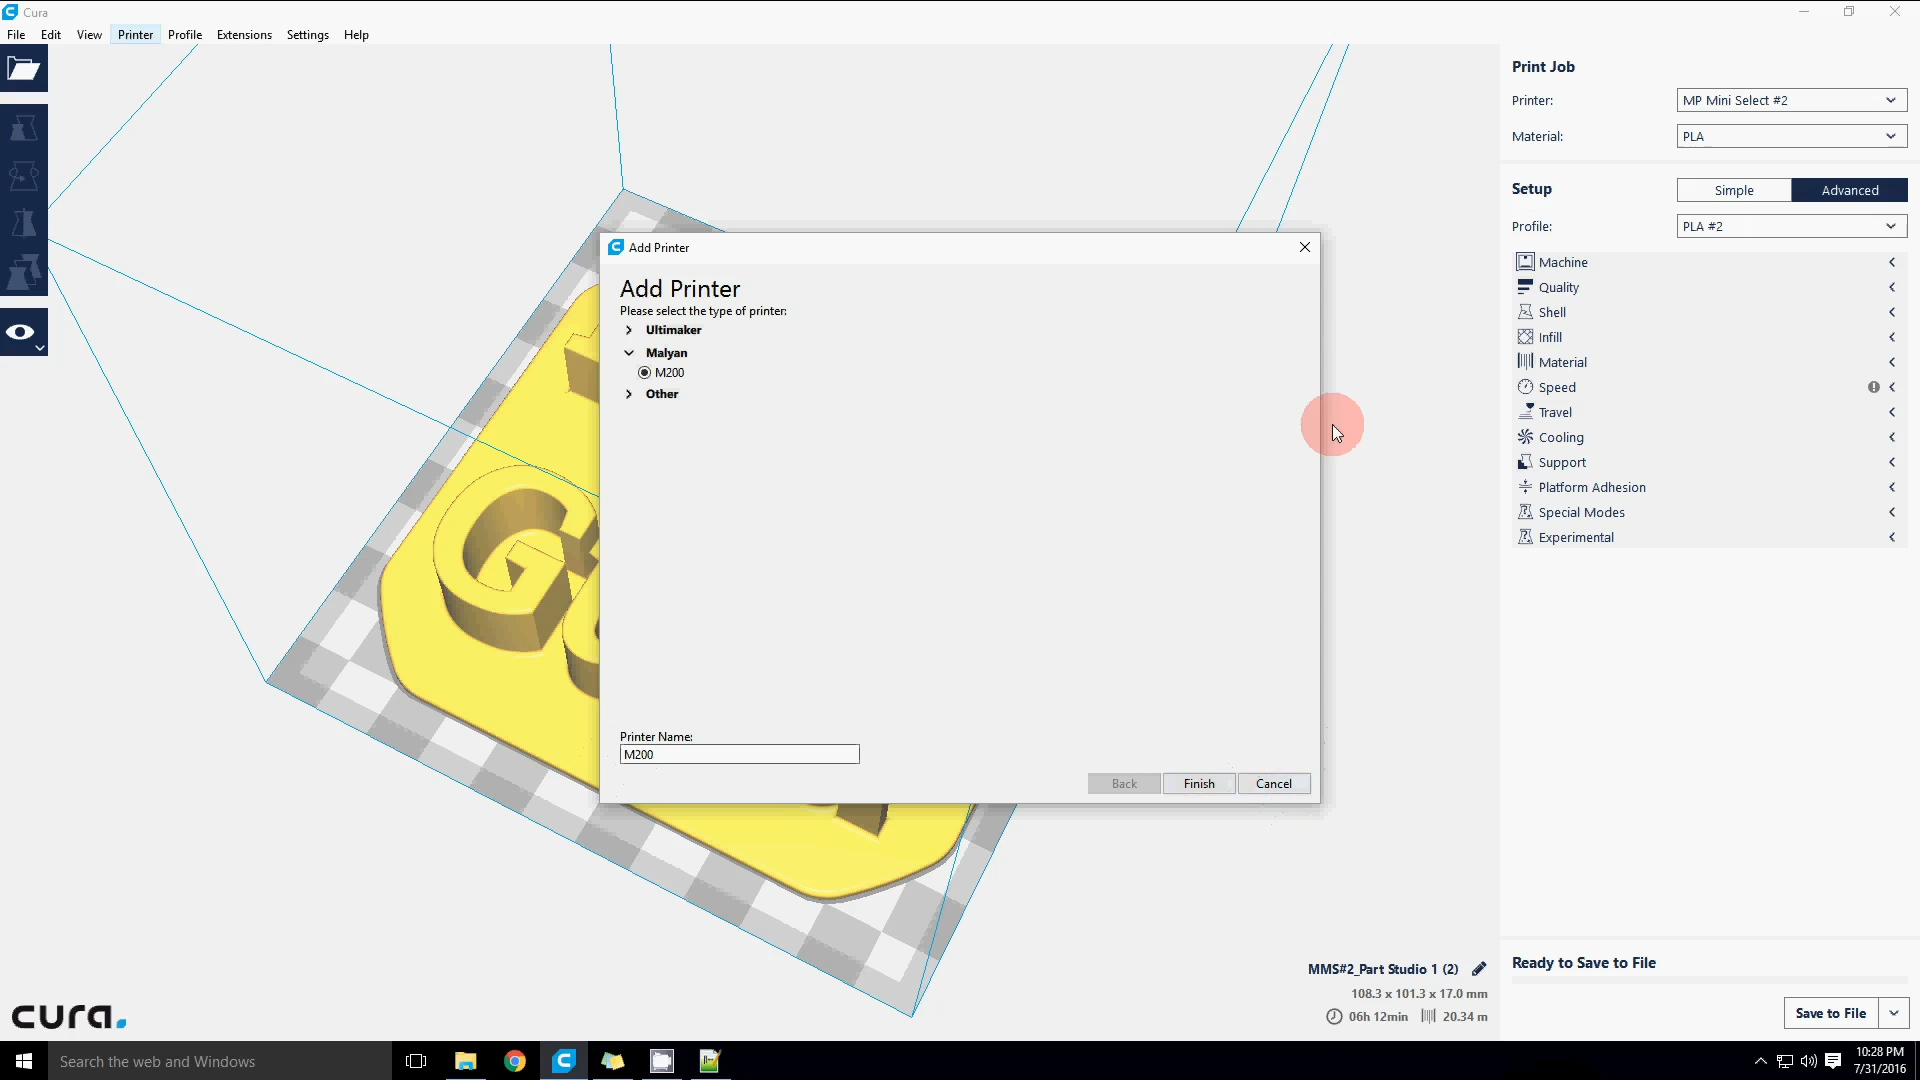 Cura
File Edit View Printer Profile Extensions Settings Help
Print Job
Printer: MP Mini Select #2
Material: PLA
Setup Simple Advanced
Profile: PLA #2
Machine
Quality
Shell
Infill
Material
Speed
Travel
Cooling
Support
Platform Adhesion
Special Modes
Experimental
Add Printer
Add Printer
Please select the type of printer:
Ultimaker
Malyan
M200
Other
Printer Name:
M200
Back Finish Cancel
G
MMS#2_Part Studio 1 (2)
108.3 x 101.3 x 17.0 mm
06h 12min 20.34 m
Ready to Save to File
Save to File
cura.
Search the web and Windows
10:28 PM
7/31/2016